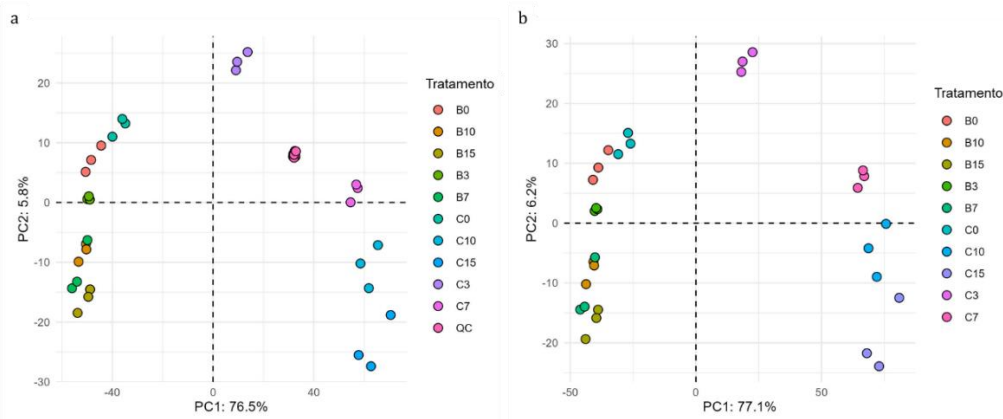 a
PC2: 5.8%
20
10
0
-10
-20
-30
-40
0
40
PC1: 76.5%
Tratamento
B0
B10
B15
B3
B7
C0
C10
C15
C3
C7
QC
b
PC2: 6.2%
30
20
10
0
-10
-20
-50
0
50
PC1: 77.1%
Tratamento
B0
B10
B15
B3
B7
C0
C10
C15
C3
C7